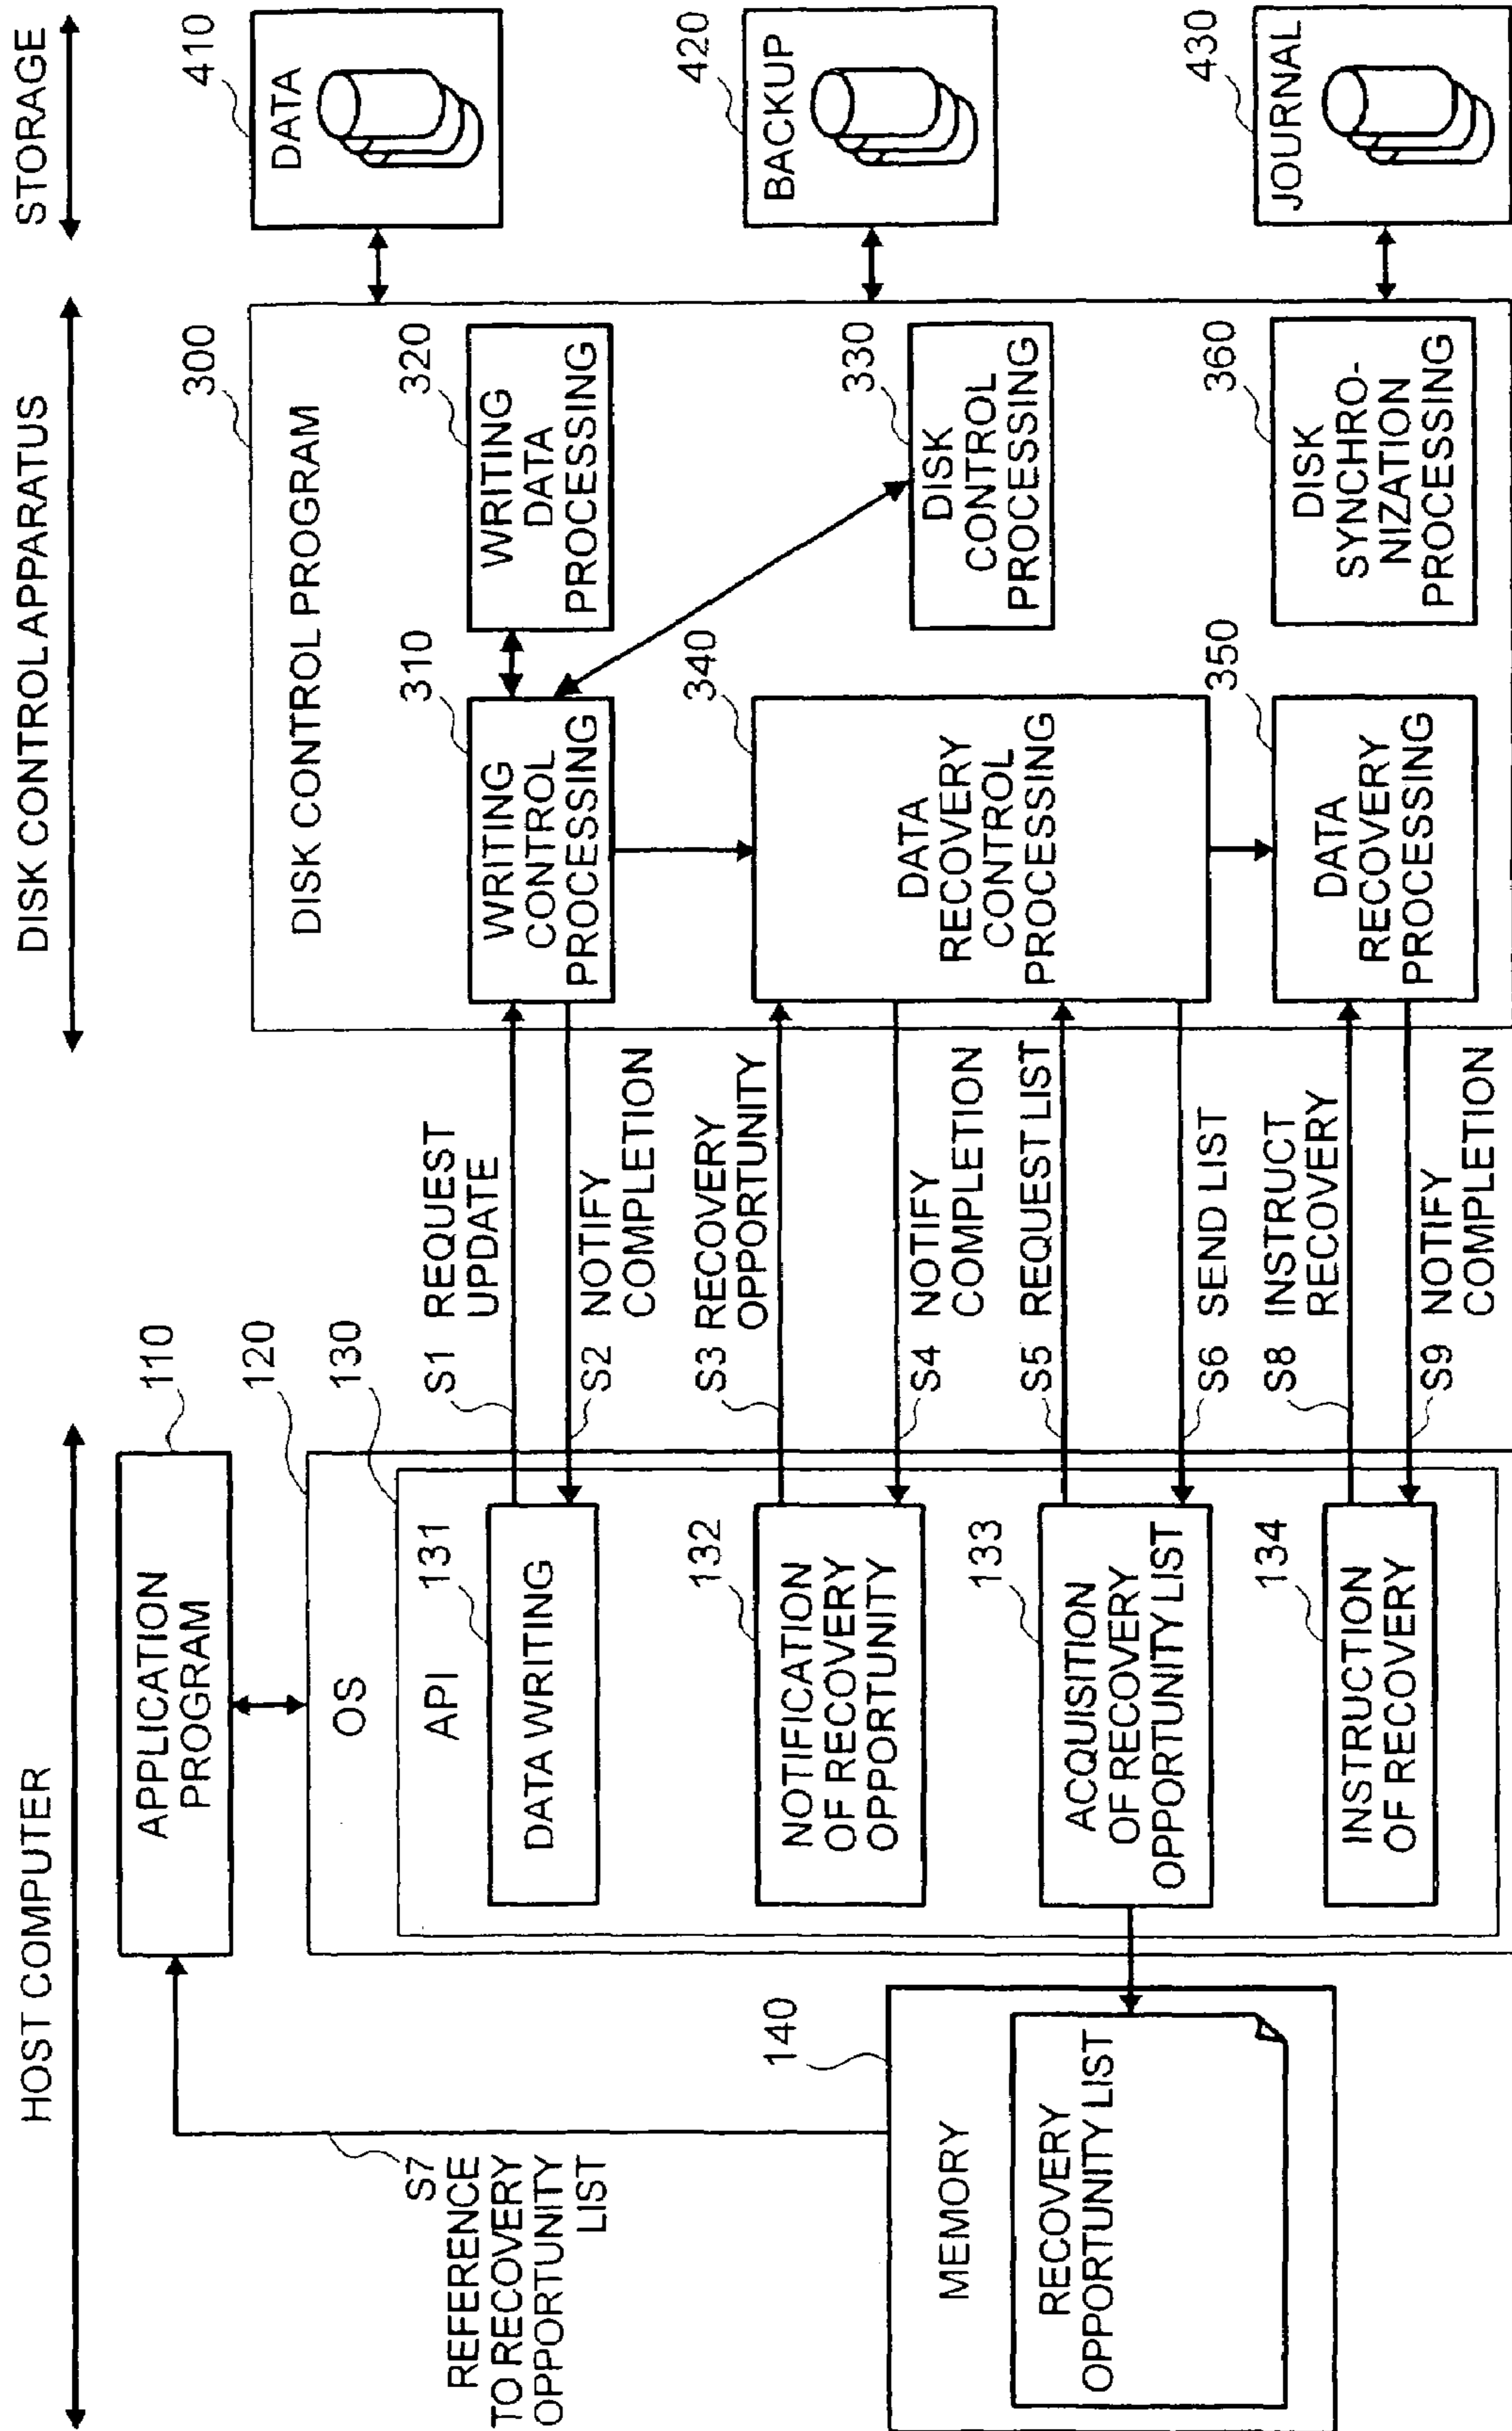 HOST COMPUTER
DISK CONTROL APPARATUS
STORAGE
110
APPLICATION
PROGRAM
120
OS
130
API
131
DATA WRITING
132
NOTIFICATION
OF RECOVERY
OPPORTUNITY
133
ACQUISITION
OF RECOVERY
OPPORTUNITY LIST
134
INSTRUCTION
OF RECOVERY
S7
REFERENCE
TO RECOVERY
OPPORTUNITY
LIST
140
MEMORY
RECOVERY
OPPORTUNITY LIST
S1 REQUEST
UPDATE
S2 NOTIFY
COMPLETION
S3 RECOVERY
OPPORTUNITY
S4 NOTIFY
COMPLETION
S5 REQUEST LIST
S6 SEND LIST
S8 INSTRUCT
RECOVERY
S9 NOTIFY
COMPLETION
300
DISK CONTROL PROGRAM
310
WRITING
CONTROL
PROCESSING
320
WRITING
DATA
PROCESSING
330
DISK
CONTROL
PROCESSING
340
DATA
RECOVERY
CONTROL
PROCESSING
350
DATA
RECOVERY
PROCESSING
360
DISK
SYNCHRO-
NIZATION
PROCESSING
410
DATA
420
BACKUP
430
JOURNAL